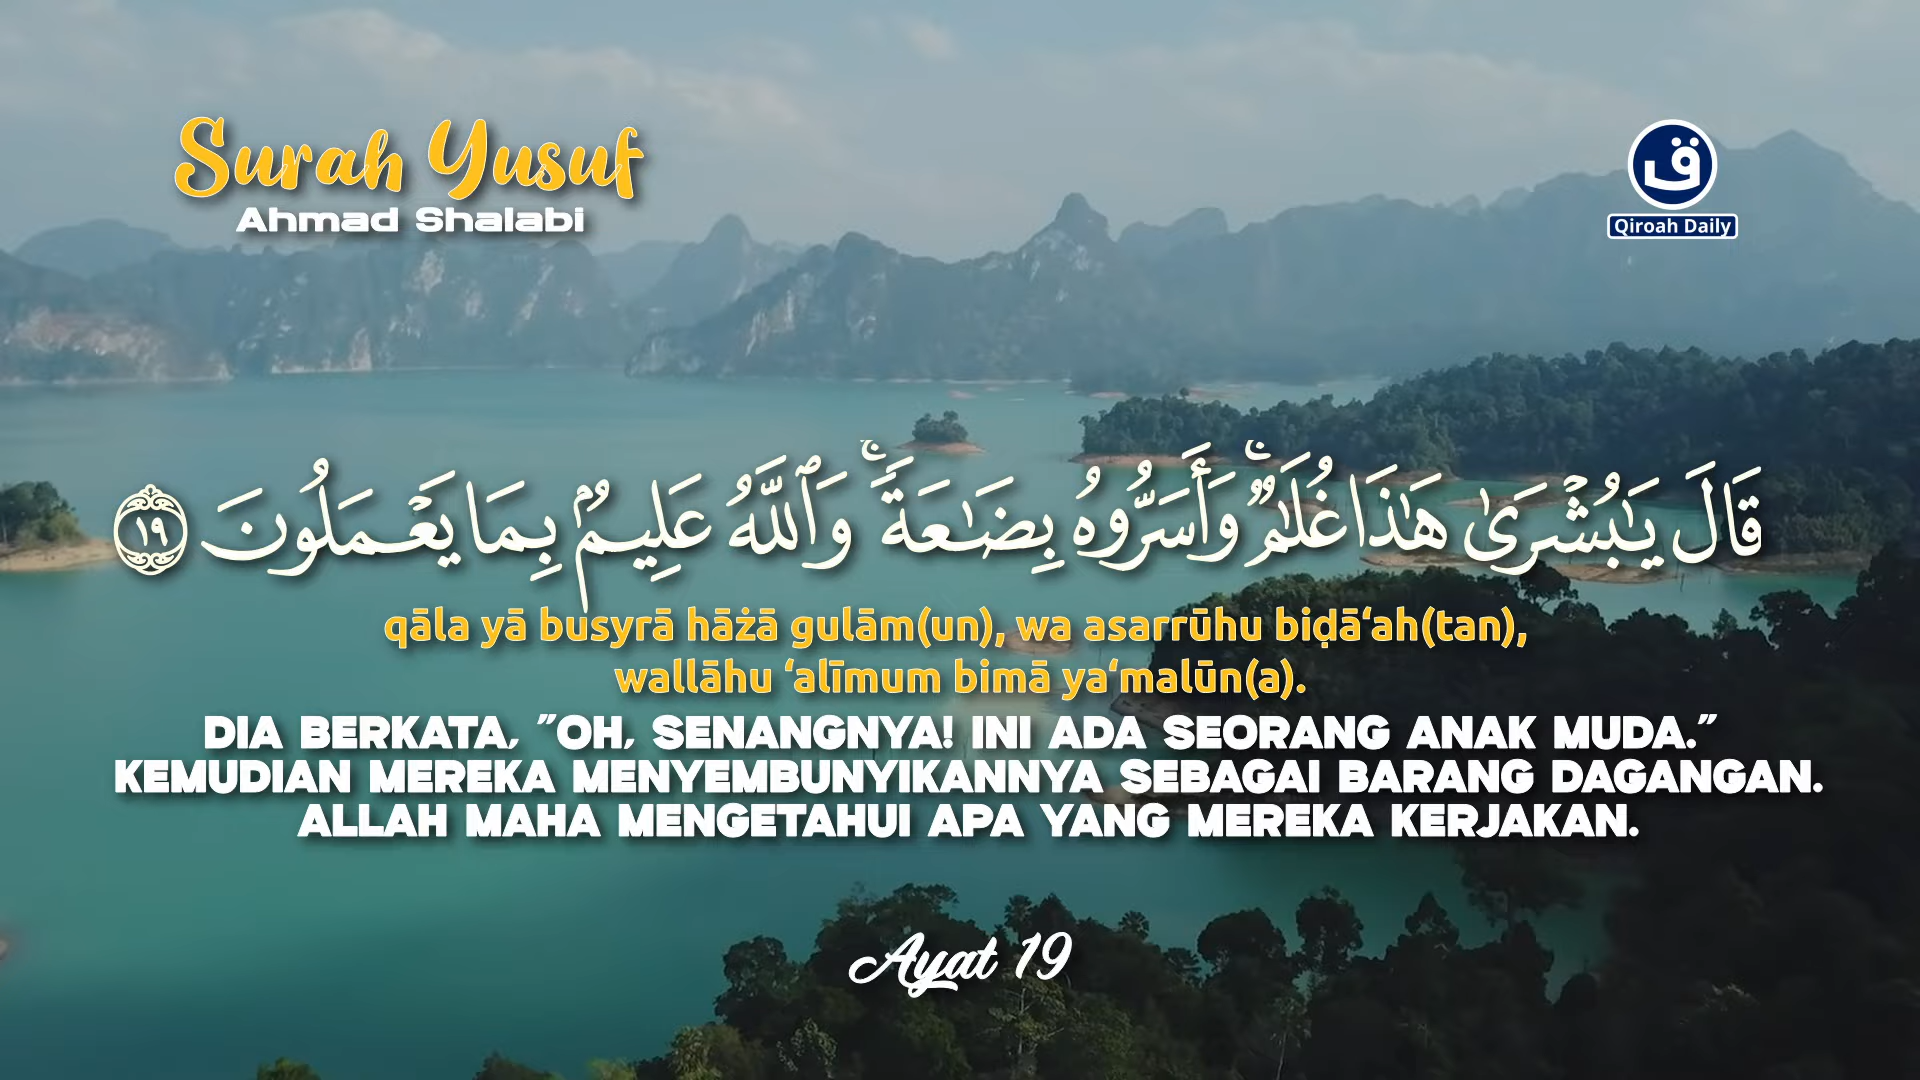 Surah Yusuf
Ahmad Shalabi
ق
Qiroah Daily
قَالَ يَـٰبُشْرَىٰ هَـٰذَا غُلَـٰمٌۭ ۚ وَأَسَرُّوهُ بِضَـٰعَةًۭ ۚ وَٱللَّهُ عَلِيمٌۢ بِمَا يَعْمَلُونَ ١٩
qāla yā busyrā hāżā gulām(un), wa asarrūhu biḍā‘ah(tan),
wallāhu ‘alīmum bimā ya‘malūn(a).
DIA BERKATA, "OH, SENANGNYA! INI ADA SEORANG ANAK MUDA."
KEMUDIAN MEREKA MENYEMBUNYIKANNYA SEBAGAI BARANG DAGANGAN.
ALLAH MAHA MENGETAHUI APA YANG MEREKA KERJAKAN.
Ayat 19